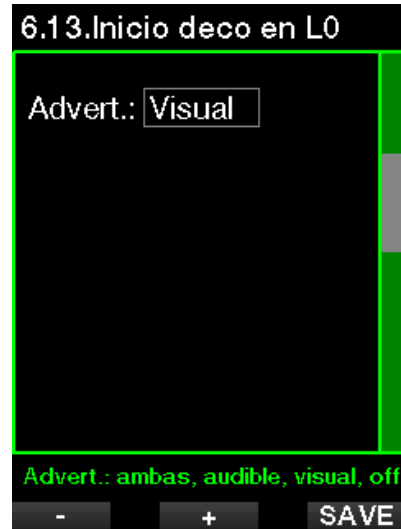 6.13.Inicio deco en L0
Advert.: Visual
Advert.: ambas, audible, visual, off
- + SAVE